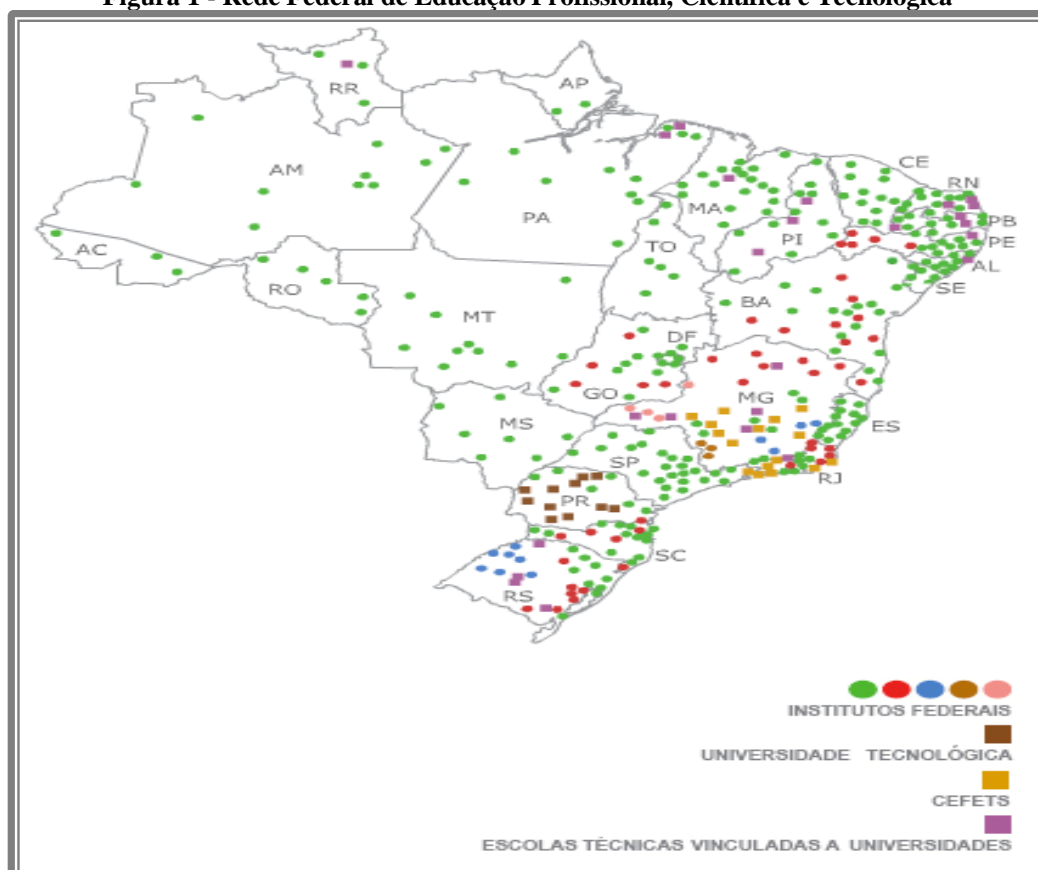 Figura 1 - Rede Federal de Educação Profissional, Científica e Tecnológica
RR
AP
AM
PA
MA
CE
RN
PB
PE
AL
SE
PI
TO
AC
RO
MT
BA
DF
GO
MG
ES
MS
SP
RJ
PR
SC
RS
INSTITUTOS FEDERAIS
UNIVERSIDADE TECNOLÓGICA
CEFETS
ESCOLAS TÉCNICAS VINCULADAS A UNIVERSIDADES